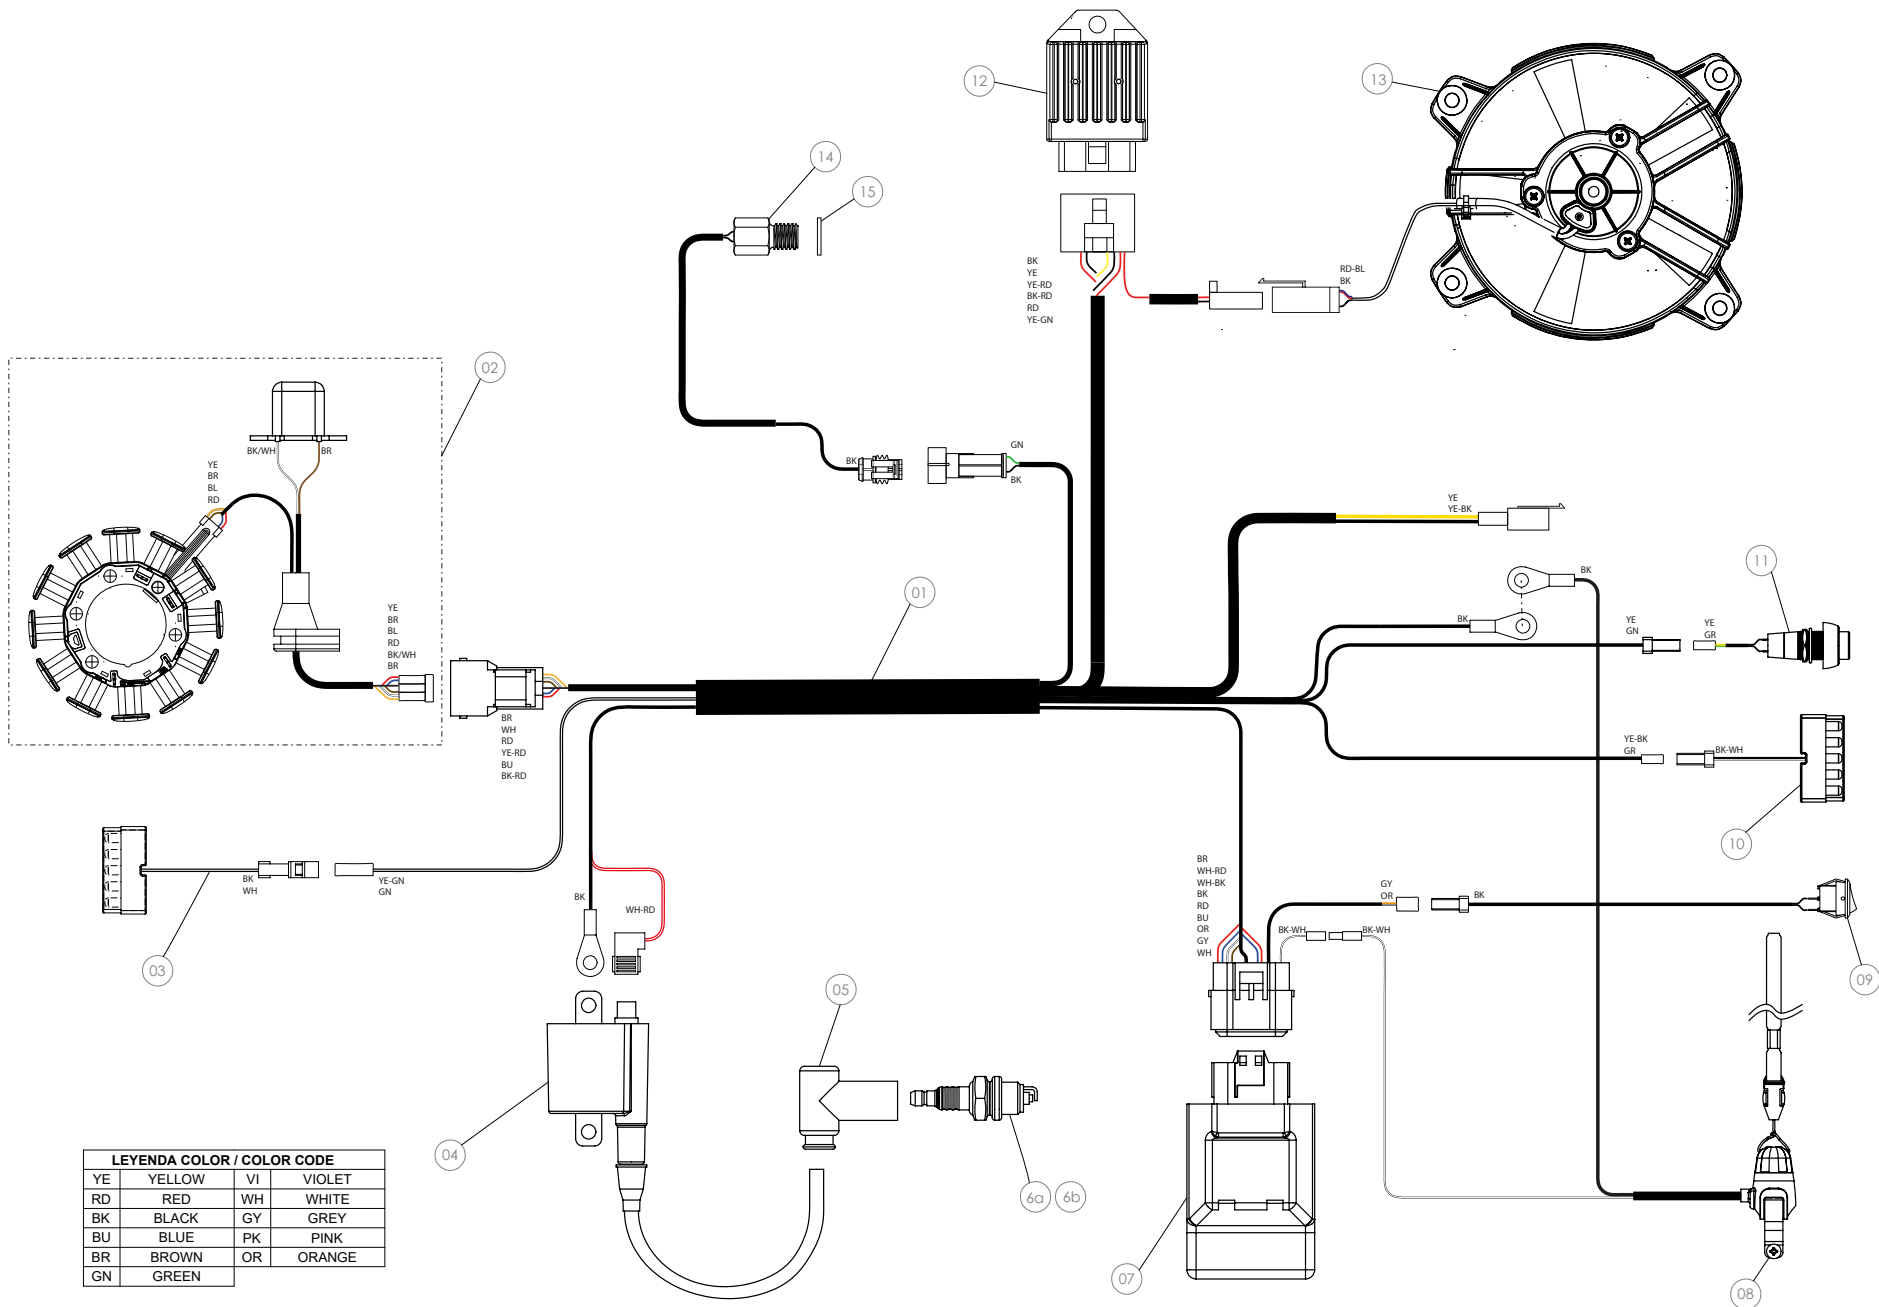 12
13
14
15
BK
YE
YE-RD
BK-RD
RD
YE-GN
RD-BL
BK
02
BK/WH
BR
YE
BR
BL
RD
GN
BK
BK
YE
YE-BK
BK
11
01
YE
BR
BL
RD
BK/WH
BR
BK
YE
GN
YE
GR
BR
WH
RD
YE-RD
BU
BK-RD
YE-BK
GR
BK-WH
10
BK
WH
YE-GN
GN
BK
WH-RD
BR
WH-RD
WH-BK
BK
RD
BU
OR
GY
WH
GY
OR
BK
BK-WH
BK-WH
03
09
05
04
6a
6b
07
08
LEYENDA COLOR / COLOR CODE
YE YELLOW VI VIOLET
RD RED WH WHITE
BK BLACK GY GREY
BU BLUE PK PINK
BR BROWN OR ORANGE
GN GREEN